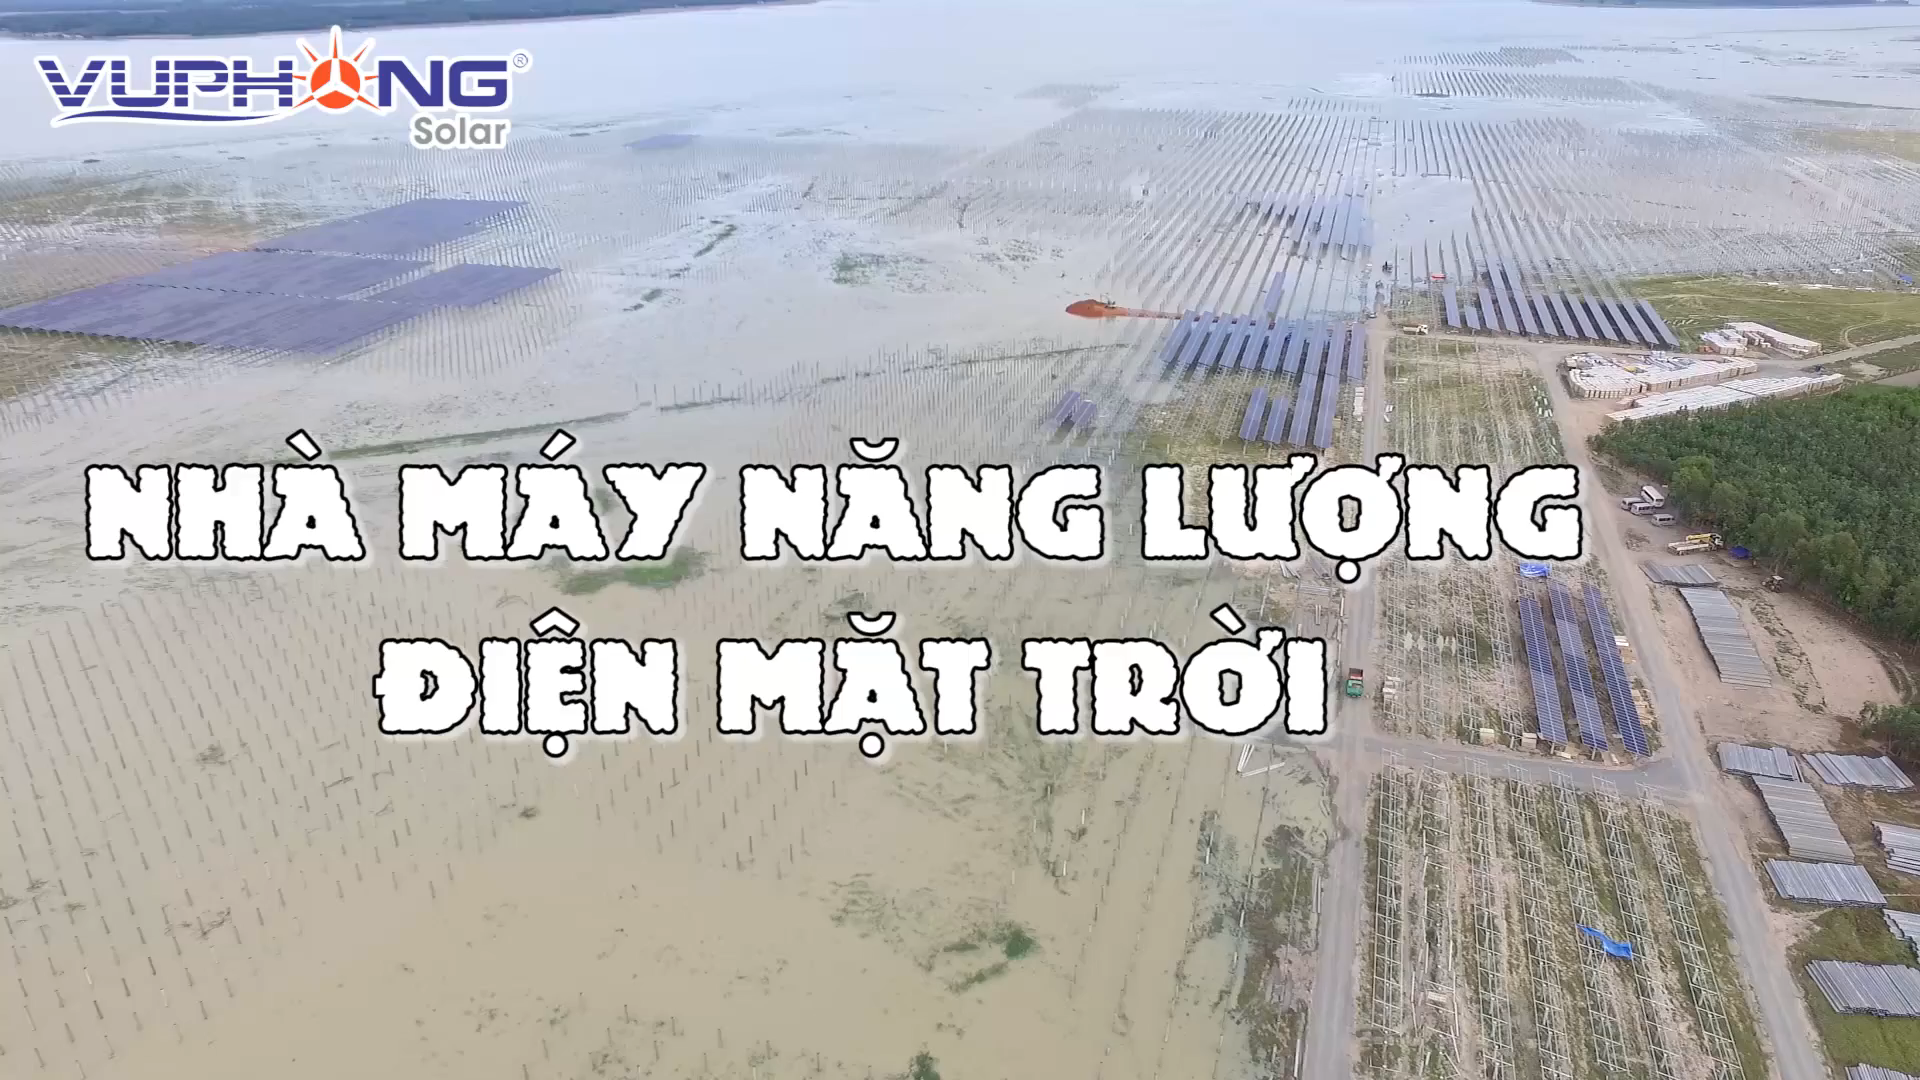 VUPHONG®
Solar
NHÀ MÁY NĂNG LƯỢNG
ĐIỆN MẶT TRỜI